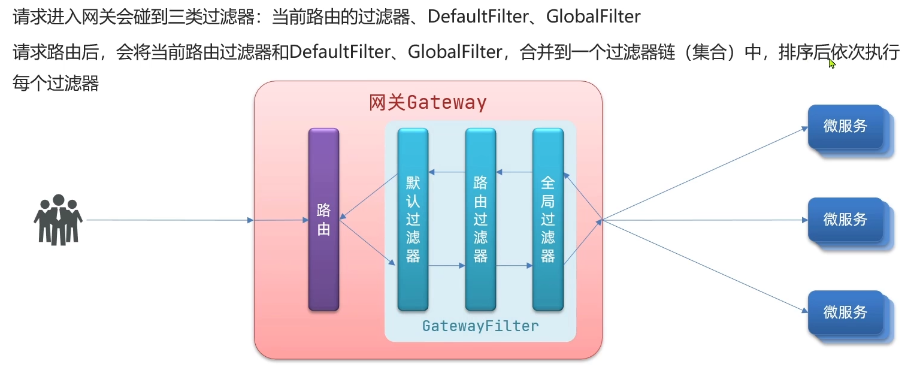 请求进入网关会碰到三类过滤器：当前路由的过滤器、DefaultFilter、GlobalFilter
请求路由后，会将当前路由过滤器和DefaultFilter、GlobalFilter，合并到一个过滤器链（集合）中，排序后依次执行
每个过滤器
网关Gateway
路由
默认过滤器
路由过滤器
全局过滤器
GatewayFilter
微服务
微服务
微服务